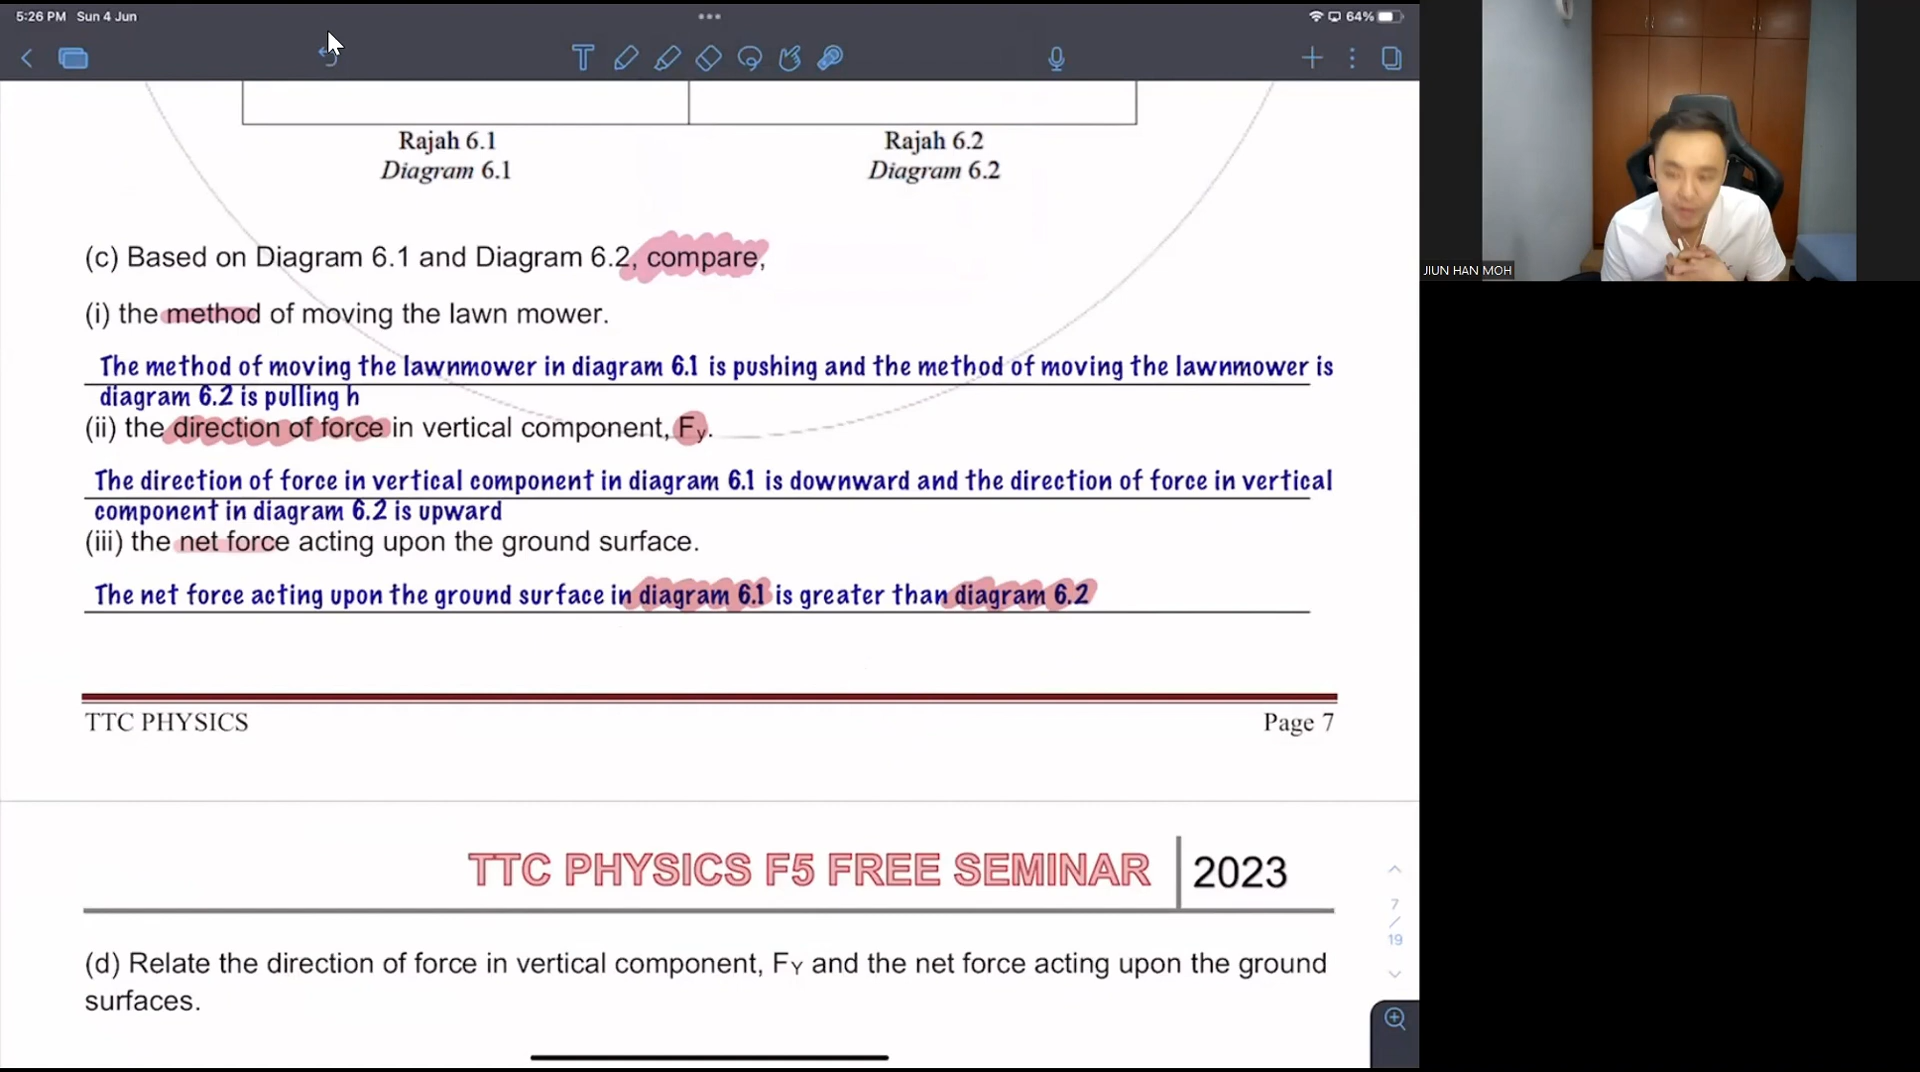 5:26 PM Sun 4 Jun
64%
Rajah 6.1 Rajah 6.2
Diagram 6.1 Diagram 6.2
(c) Based on Diagram 6.1 and Diagram 6.2, compare,
(i) the method of moving the lawn mower.
The method of moving the lawnmower in diagram 6.1 is pushing and the method of moving the lawnmower is
diagram 6.2 is pulling h
(ii) the direction of force in vertical component, Fy.
The direction of force in vertical component in diagram 6.1 is downward and the direction of force in vertical
component in diagram 6.2 is upward
(iii) the net force acting upon the ground surface.
The net force acting upon the ground surface in diagram 6.1 is greater than diagram 6.2
TTC PHYSICS Page 7
TTC PHYSICS F5 FREE SEMINAR 2023
7
/
19
(d) Relate the direction of force in vertical component, FY and the net force acting upon the ground
surfaces.
JIUN HAN MOH